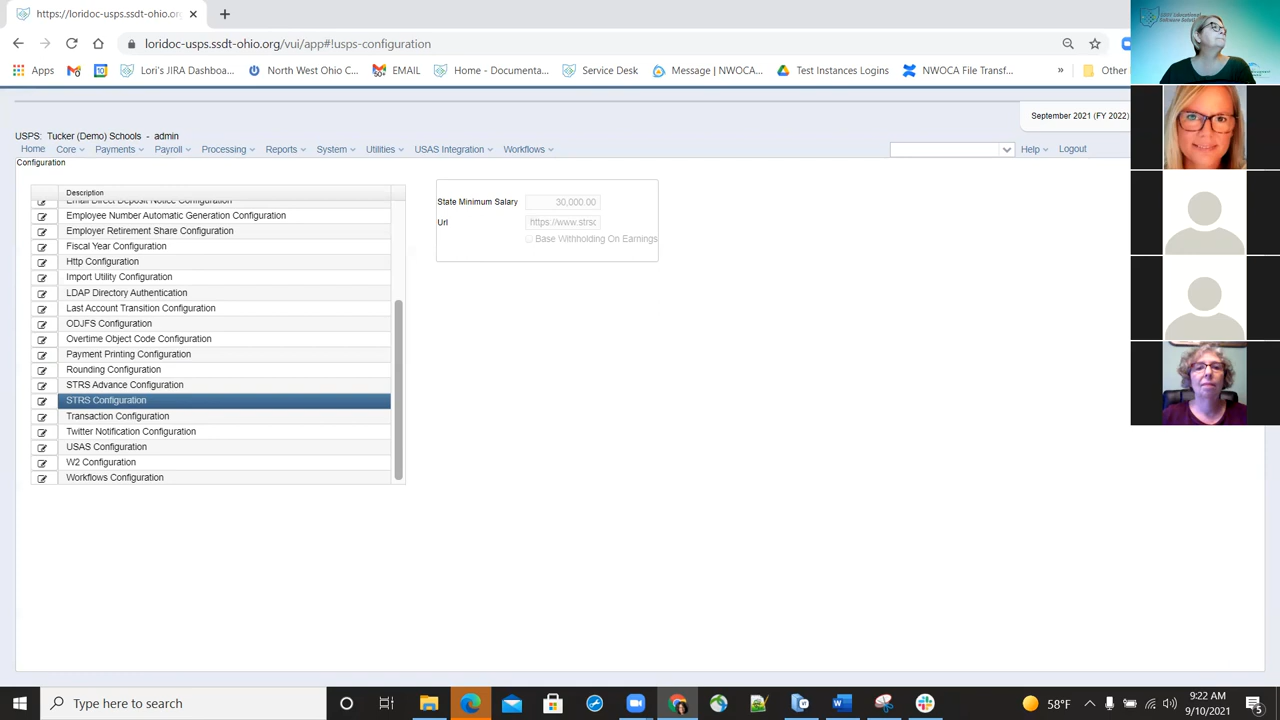 https://loridoc-usps.ssdt-ohio.org/
loridoc-usps.ssdt-ohio.org/vui/app#!usps-configuration
Apps
Lori's JIRA Dashboa...
North West Ohio C...
EMAIL
Home - Documenta...
Service Desk
Message | NWOCA...
Test Instances Logins
NWOCA File Transf...
»
Other
September 2021 (FY 2022)
USPS: Tucker (Demo) Schools - admin
Home Core Payments Payroll Processing Reports System Utilities USAS Integration Workflows Help Logout
Configuration
Description
Email Direct Deposit Notice Configuration
Employee Number Automatic Generation Configuration
Employer Retirement Share Configuration
Fiscal Year Configuration
Http Configuration
Import Utility Configuration
LDAP Directory Authentication
Last Account Transition Configuration
ODJFS Configuration
Overtime Object Code Configuration
Payment Printing Configuration
Rounding Configuration
STRS Advance Configuration
STRS Configuration
Transaction Configuration
Twitter Notification Configuration
USAS Configuration
W2 Configuration
Workflows Configuration
State Minimum Salary 30,000.00
Url https://www.strsc
Base Withholding On Earnings
Type here to search
58°F
9:22 AM
9/10/2021
5